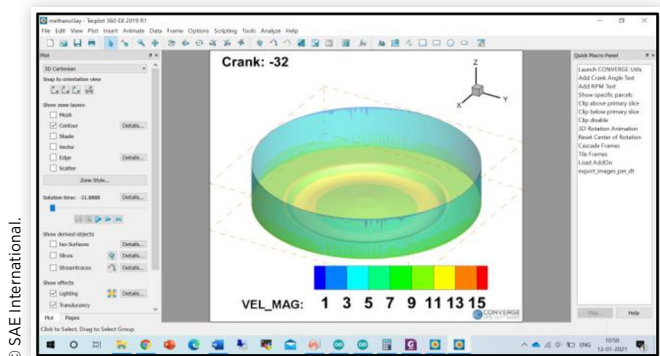 methanol.lay - Tecplot 360 EX 2019 R1
File Edit View Plot Insert Animate Data Frame Options Scripting Tools Analyze Help
Plot
3D Cartesian
Snap to orientation view
Show zone layers
Mesh
Contour Details...
Shade
Vector
Edge Details...
Scatter
Zone Style...
Solution time: -31.8888 Details...
Show derived objects
Iso-Surfaces Details...
Slices Details...
Streamtraces Details...
Show effects
Lighting Details...
Translucency
Plot Pages
Click to Select, Drag to Select Group
Crank: -32
Z
X
Y
VEL_MAG: 1 3 5 7 9 11 13 15
CONVERGE
Quick Macro Panel
Launch CONVERGE Utils
Add Crank Angle Text
Add RPM Text
Show specific parcels
Clip above primary slice
Clip below primary slice
Clip disable
3D Rotation Animation
Reset Center of Rotation
Cascade Frames
Tile Frames
Load AddOn
export_images_per_dt
Play... Help
ENG
10:58
12-01-2021
© SAE International.